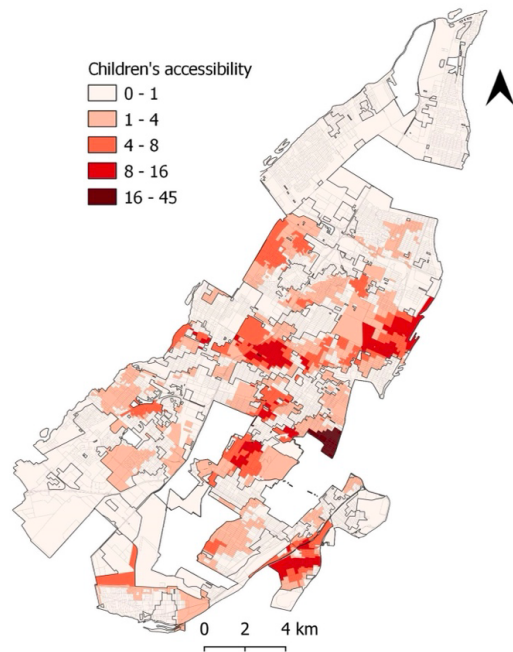 Children's accessibility
0 - 1
1 - 4
4 - 8
8 - 16
16 - 45
0 2 4 km